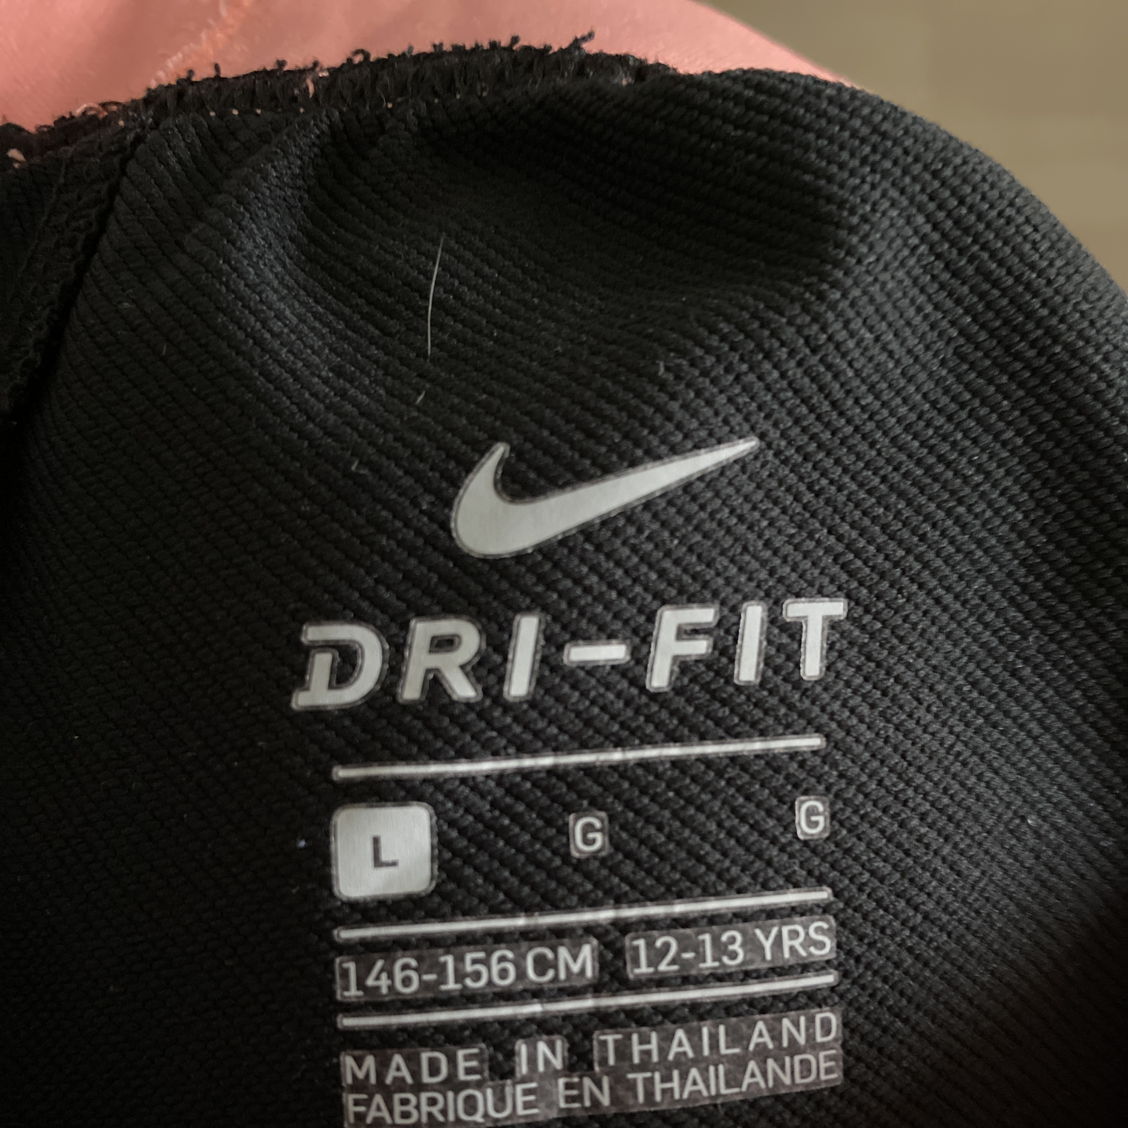 DRI-FIT
L G G
146-156 CM 12-13 YRS
MADE IN THAILAND
FABRIQUE EN THAILANDE